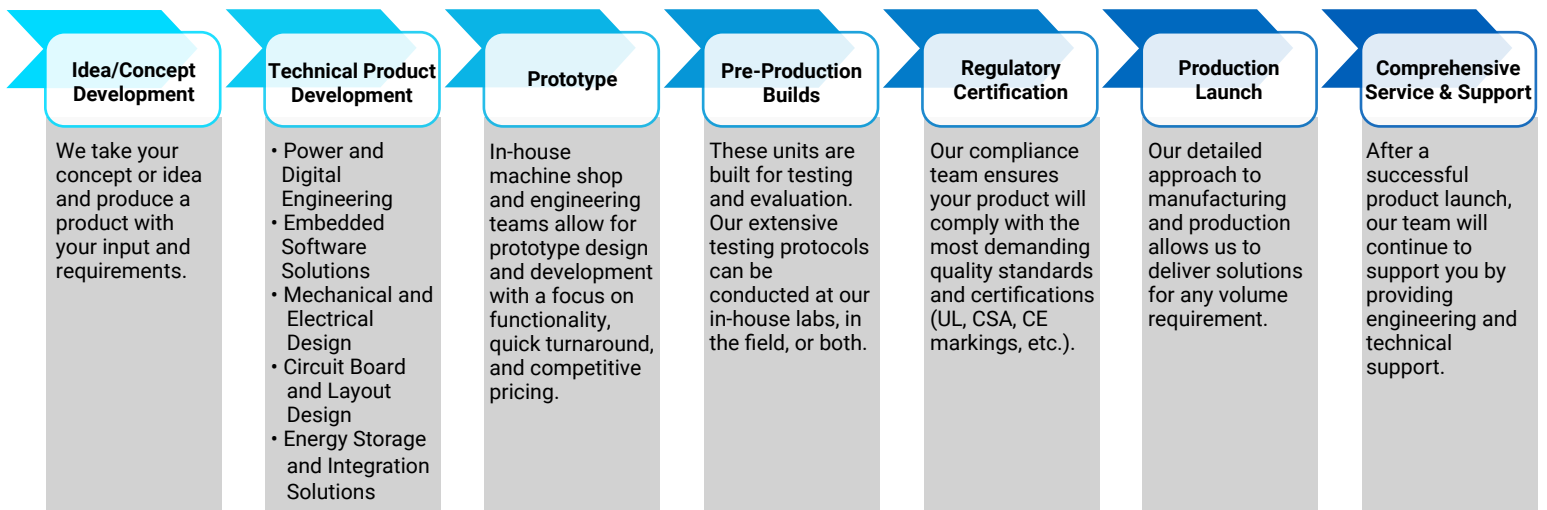 Idea/Concept
Development
We take your
concept or idea
and produce a
product with
your input and
requirements.
Technical Product
Development
• Power and
Digital
Engineering
• Embedded
Software
Solutions
• Mechanical and
Electrical
Design
• Circuit Board
and Layout
Design
• Energy Storage
and Integration
Solutions
Prototype
In-house
machine shop
and engineering
teams allow for
prototype design
and development
with a focus on
functionality,
quick turnaround,
and competitive
pricing.
Pre-Production
Builds
These units are
built for testing
and evaluation.
Our extensive
testing protocols
can be
conducted at our
in-house labs, in
the field, or both.
Regulatory
Certification
Our compliance
team ensures
your product will
comply with the
most demanding
quality standards
and certifications
(UL, CSA, CE
markings, etc.).
Production
Launch
Our detailed
approach to
manufacturing
and production
allows us to
deliver solutions
for any volume
requirement.
Comprehensive
Service & Support
After a
successful
product launch,
our team will
continue to
support you by
providing
engineering and
technical
support.